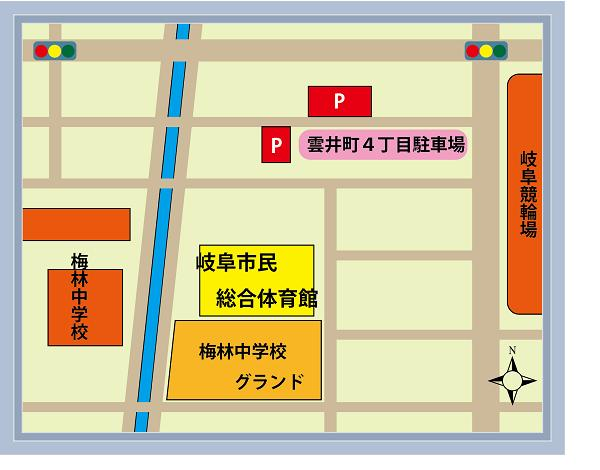 P
P
雲井町４丁目駐車場
岐阜競輪場
岐阜市民
総合体育館
梅林中学校
梅林中学校
グランド
N